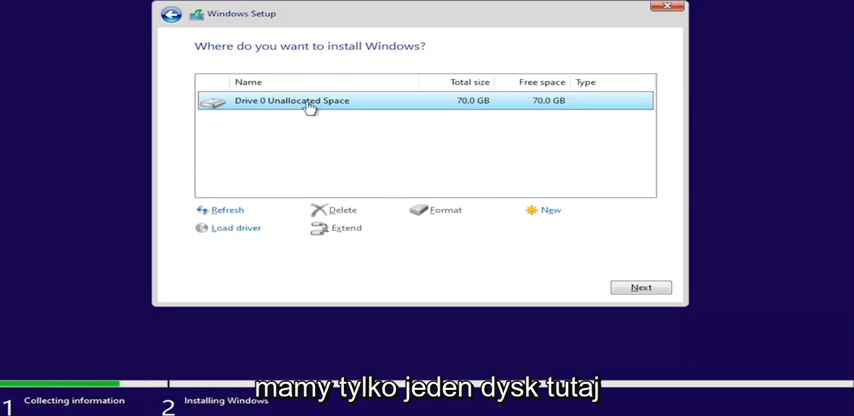 Windows Setup
Where do you want to install Windows?
Name Total size Free space Type
Drive 0 Unallocated Space 70.0 GB 70.0 GB
Refresh Delete Format New
Load driver Extend
Next
mamy tylko jeden dysk tutaj
1 Collecting information 2 Installing Windows